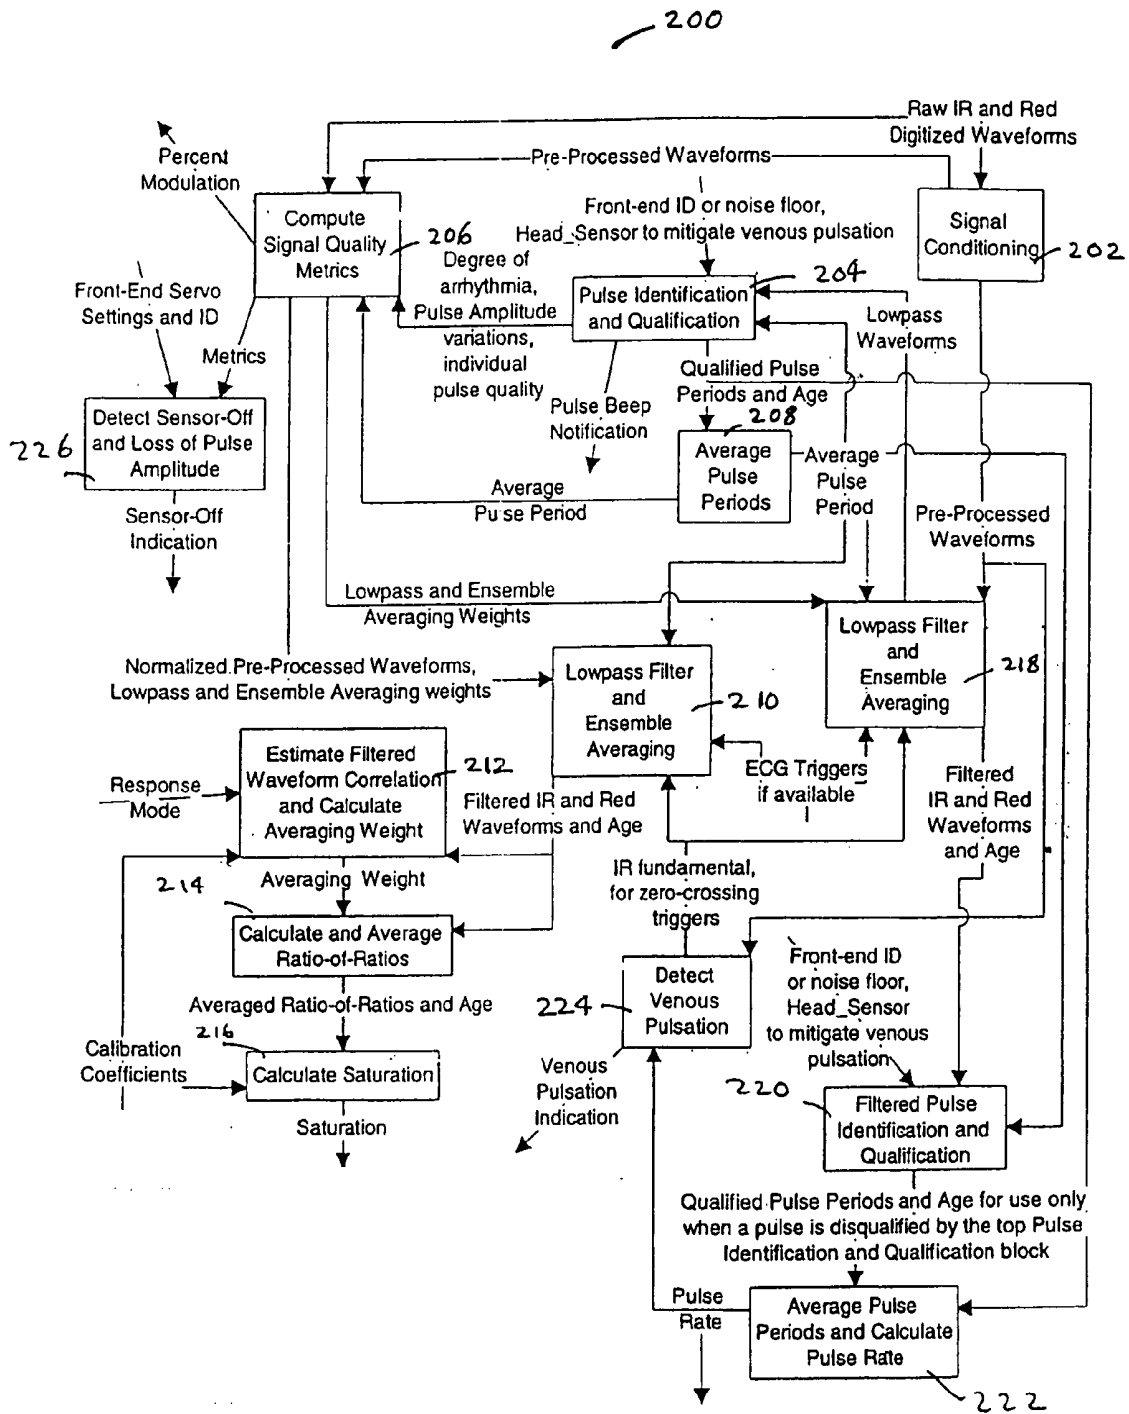 200
Raw IR and Red
Digitized Waveforms
Percent
Modulation
Pre-Processed Waveforms
Compute
Signal Quality
Metrics
206
Front-end ID or noise floor,
Head_Sensor to mitigate venous pulsation
Signal
Conditioning
202
Degree of
arrhythmia,
Pulse Amplitude
variations,
individual
pulse quality
204
Pulse Identification
and Qualification
Lowpass
Waveforms
Front-End Servo
Settings and ID
Metrics
Qualified Pulse
Periods and Age
Pulse Beep
Notification
208
Average
Pulse
Periods
Detect Sensor-Off
and Loss of Pulse
Amplitude
226
Average
Pulse
Period
Average
Pulse Period
Sensor-Off
Indication
Pre-Processed
Waveforms
Lowpass and Ensemble
Averaging Weights
Lowpass Filter
and
Ensemble
Averaging
218
Normalized Pre-Processed Waveforms,
Lowpass and Ensemble Averaging weights
Lowpass Filter
and
Ensemble
Averaging
210
Estimate Filtered
Waveform Correlation
and Calculate
Averaging Weight
212
Response
Mode
Filtered IR and Red
Waveforms and Age
ECG Triggers
if available
Filtered
IR and Red
Waveforms
and Age
Averaging Weight
214
IR fundamental,
for zero-crossing
triggers
Calculate and Average
Ratio-of-Ratios
Detect
Venous
Pulsation
224
Front-end ID
or noise floor,
Head_Sensor
to mitigate venous
pulsation
Averaged Ratio-of-Ratios and Age
216
Calibration
Coefficients
Calculate Saturation
Venous
Pulsation
Indication
220
Filtered Pulse
Identification and
Qualification
Saturation
Qualified Pulse Periods and Age for use only
when a pulse is disqualified by the top Pulse
Identification and Qualification block
Pulse
Rate
Average Pulse
Periods and Calculate
Pulse Rate
222